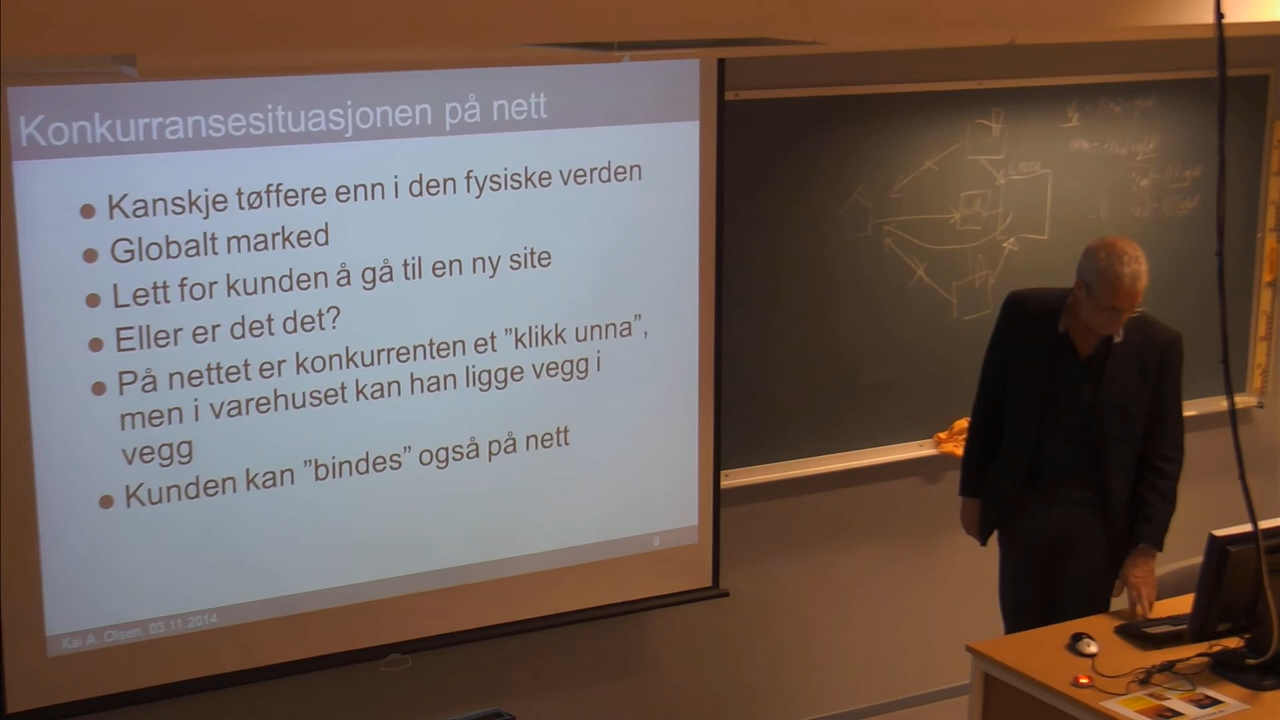 Konkurransesituasjonen på nett
Kanskje tøffere enn i den fysiske verden
Globalt marked
Lett for kunden å gå til en ny site
Eller er det det?
På nettet er konkurrenten et ”klikk unna”,
men i varehuset kan han ligge vegg i
vegg
Kunden kan ”bindes” også på nett
9
Kai A. Olsen, 03.11.2014